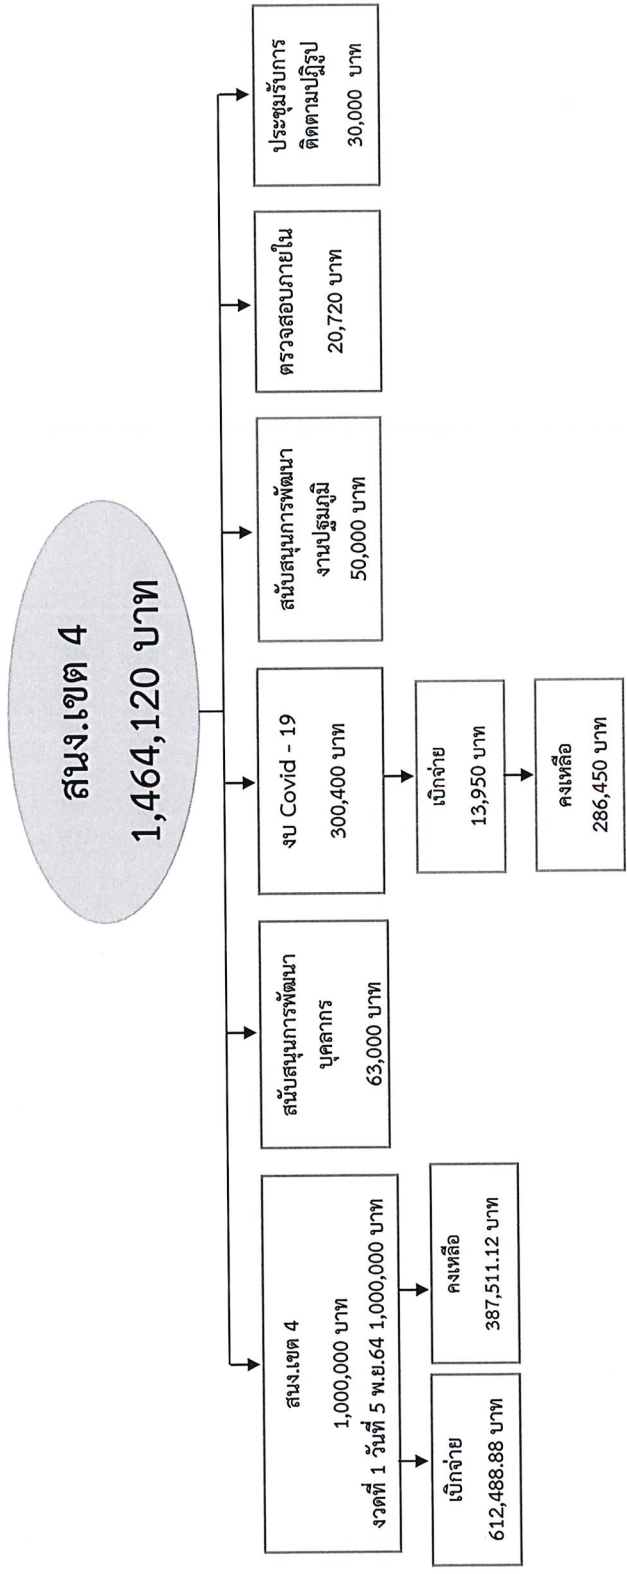 สนง.เขต 4
1,464,120 บาท
สนง.เขต 4
1,000,000 บาท
งวดที่ 1 วันที่ 5 พ.ย.64 1,000,000 บาท
เบิกจ่าย
612,488.88 บาท
คงเหลือ
387,511.12 บาท
สนับสนุนการพัฒนา
บุคลากร
63,000 บาท
งบ Covid - 19
300,400 บาท
เบิกจ่าย
13,950 บาท
คงเหลือ
286,450 บาท
สนับสนุนการพัฒนา
งานปฐมภูมิ
50,000 บาท
ตรวจสอบภายใน
20,720 บาท
ประชุมรับการ
ติดตามปฏิรูป
30,000 บาท